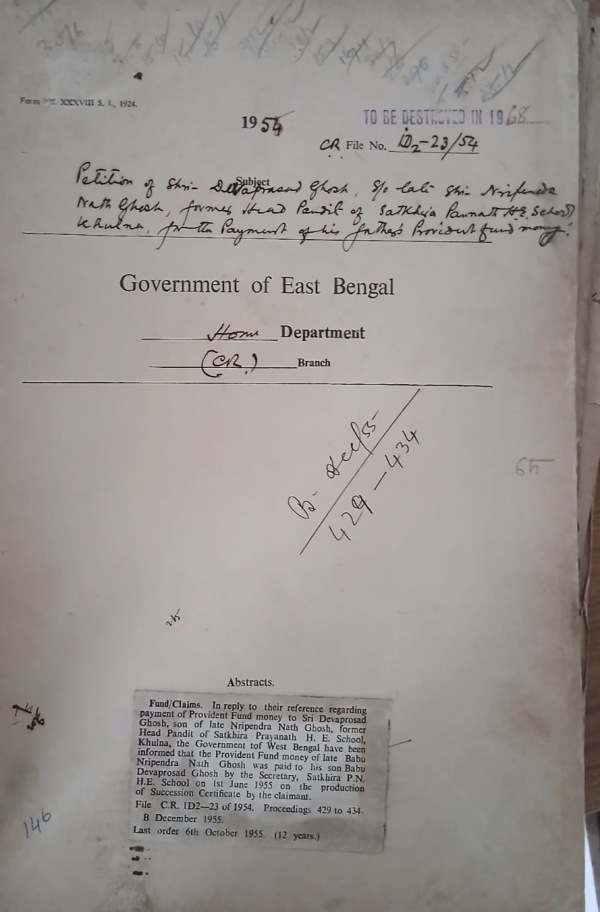 Form No. XXXVIII S. 1., 1924.
1954
TO BE DESTROYED IN 1968
CR File No. 1D2-23/54
Subject
Petition of Shri Devaprasad Ghosh, S/o late Shri Nripendra
Nath Ghosh, former Head Pandit of Satkhira Prannath H.E. School
Khulna, for the Payment of his father's Provident fund money.
Government of East Bengal
Home Department
(CR.) Branch
B- Dec/55
429 - 434
65
Abstracts.
Fund/Claims. In reply to their reference regarding
payment of Provident Fund money to Sri Devaprosad
Ghosh, son of late Nripendra Nath Ghosh, former
Head Pandit of Satkhira Prayanath H. E. School,
Khulna, the Government tof West Bengal have been
informed that the Provident Fund money of late Babu
Nripendra Nath Ghosh was paid to his son Babu
Devaprosad Ghosh by the Secretary, Satkhira P.N.
H.E. School on 1st June 1955 on the production
of Succession Certificate by the claimant.
File C.R. 1D2—23 of 1954. Proceedings 429 to 434.
B December 1955.
Last order 6th October 1955. (12 years.)
146